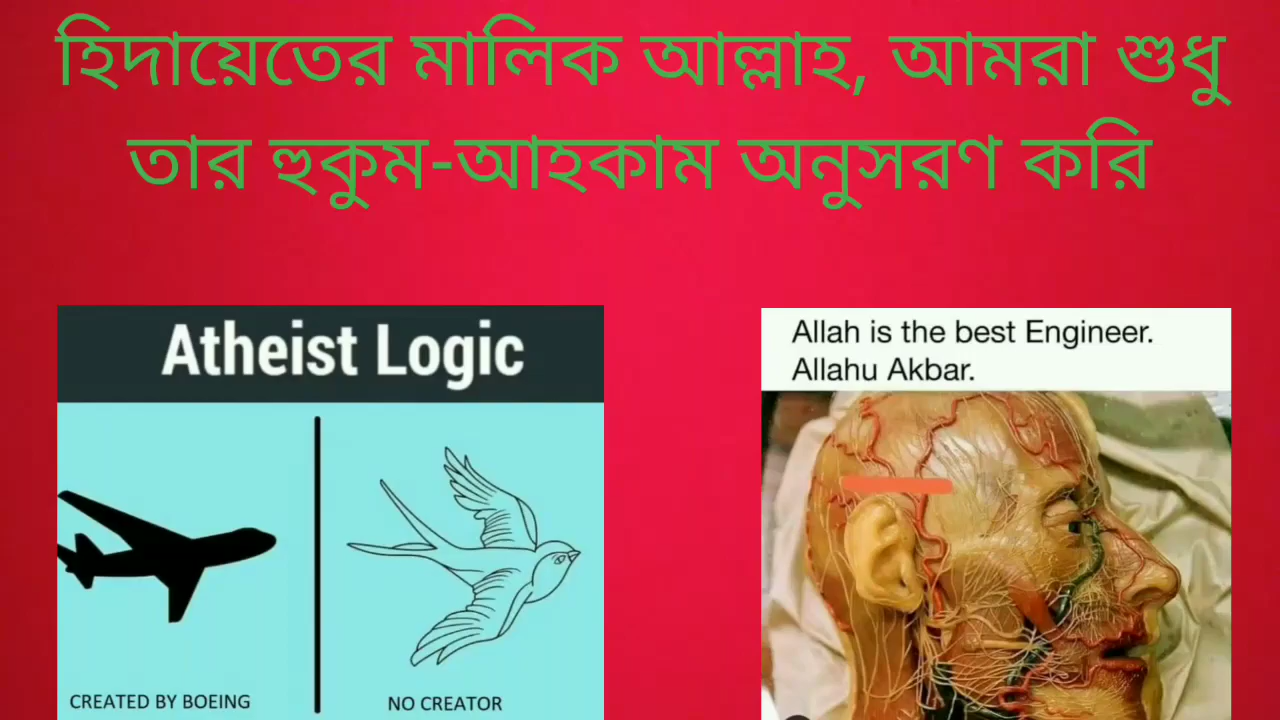 হিদায়েতের মালিক আল্লাহ, আমরা শুধু
তার হুকুম-আহকাম অনুসরণ করি
Atheist Logic
CREATED BY BOEING
NO CREATOR
Allah is the best Engineer.
Allahu Akbar.